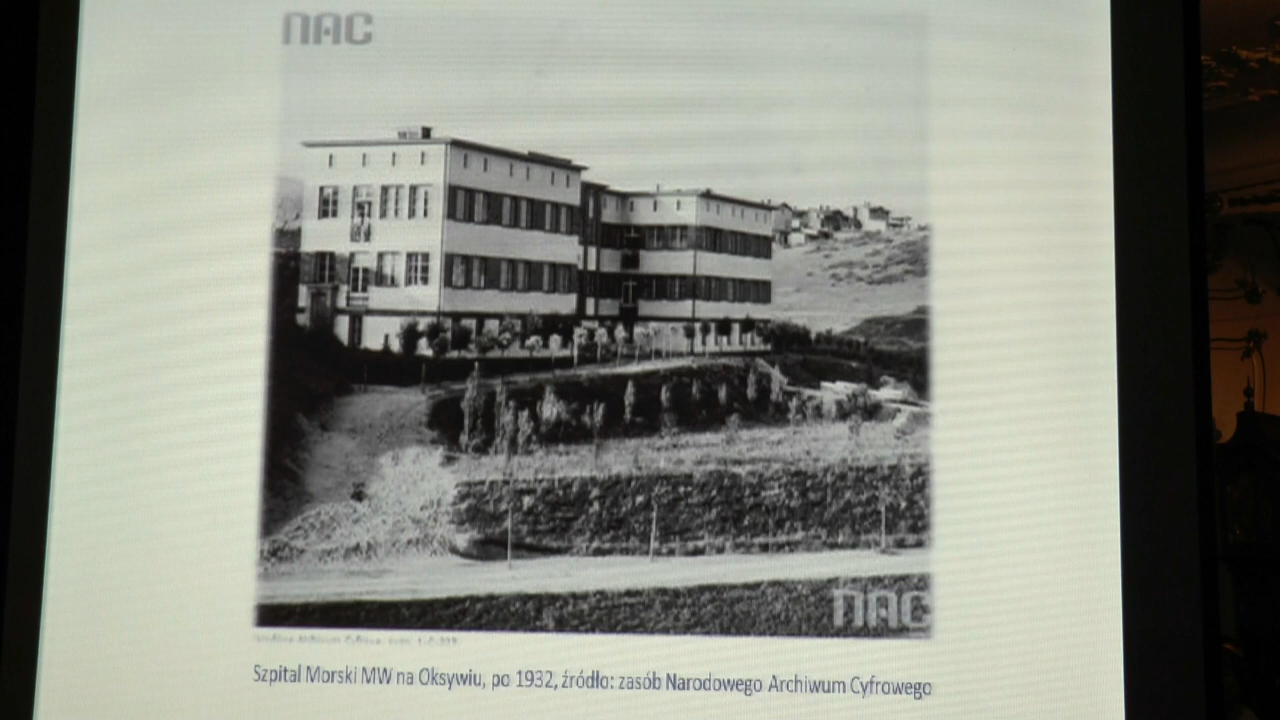 NAC
NAC
Szpital Morski MW na Oksywiu, po 1932, źródło: zasób Narodowego Archiwum Cyfrowego